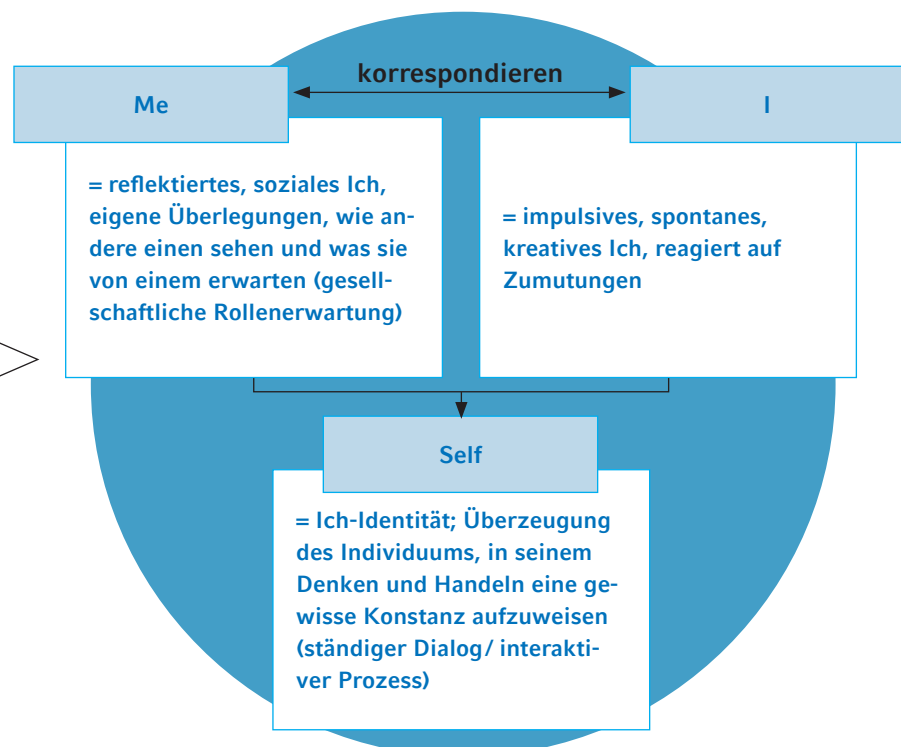 korrespondieren
Me
I
= reflektiertes, soziales Ich,
eigene Überlegungen, wie an-
dere einen sehen und was sie
von einem erwarten (gesell-
schaftliche Rollenerwartung)
= impulsives, spontanes,
kreatives Ich, reagiert auf
Zumutungen
Self
= Ich-Identität; Überzeugung
des Individuums, in seinem
Denken und Handeln eine ge-
wisse Konstanz aufzuweisen
(ständiger Dialog/ interakti-
ver Prozess)